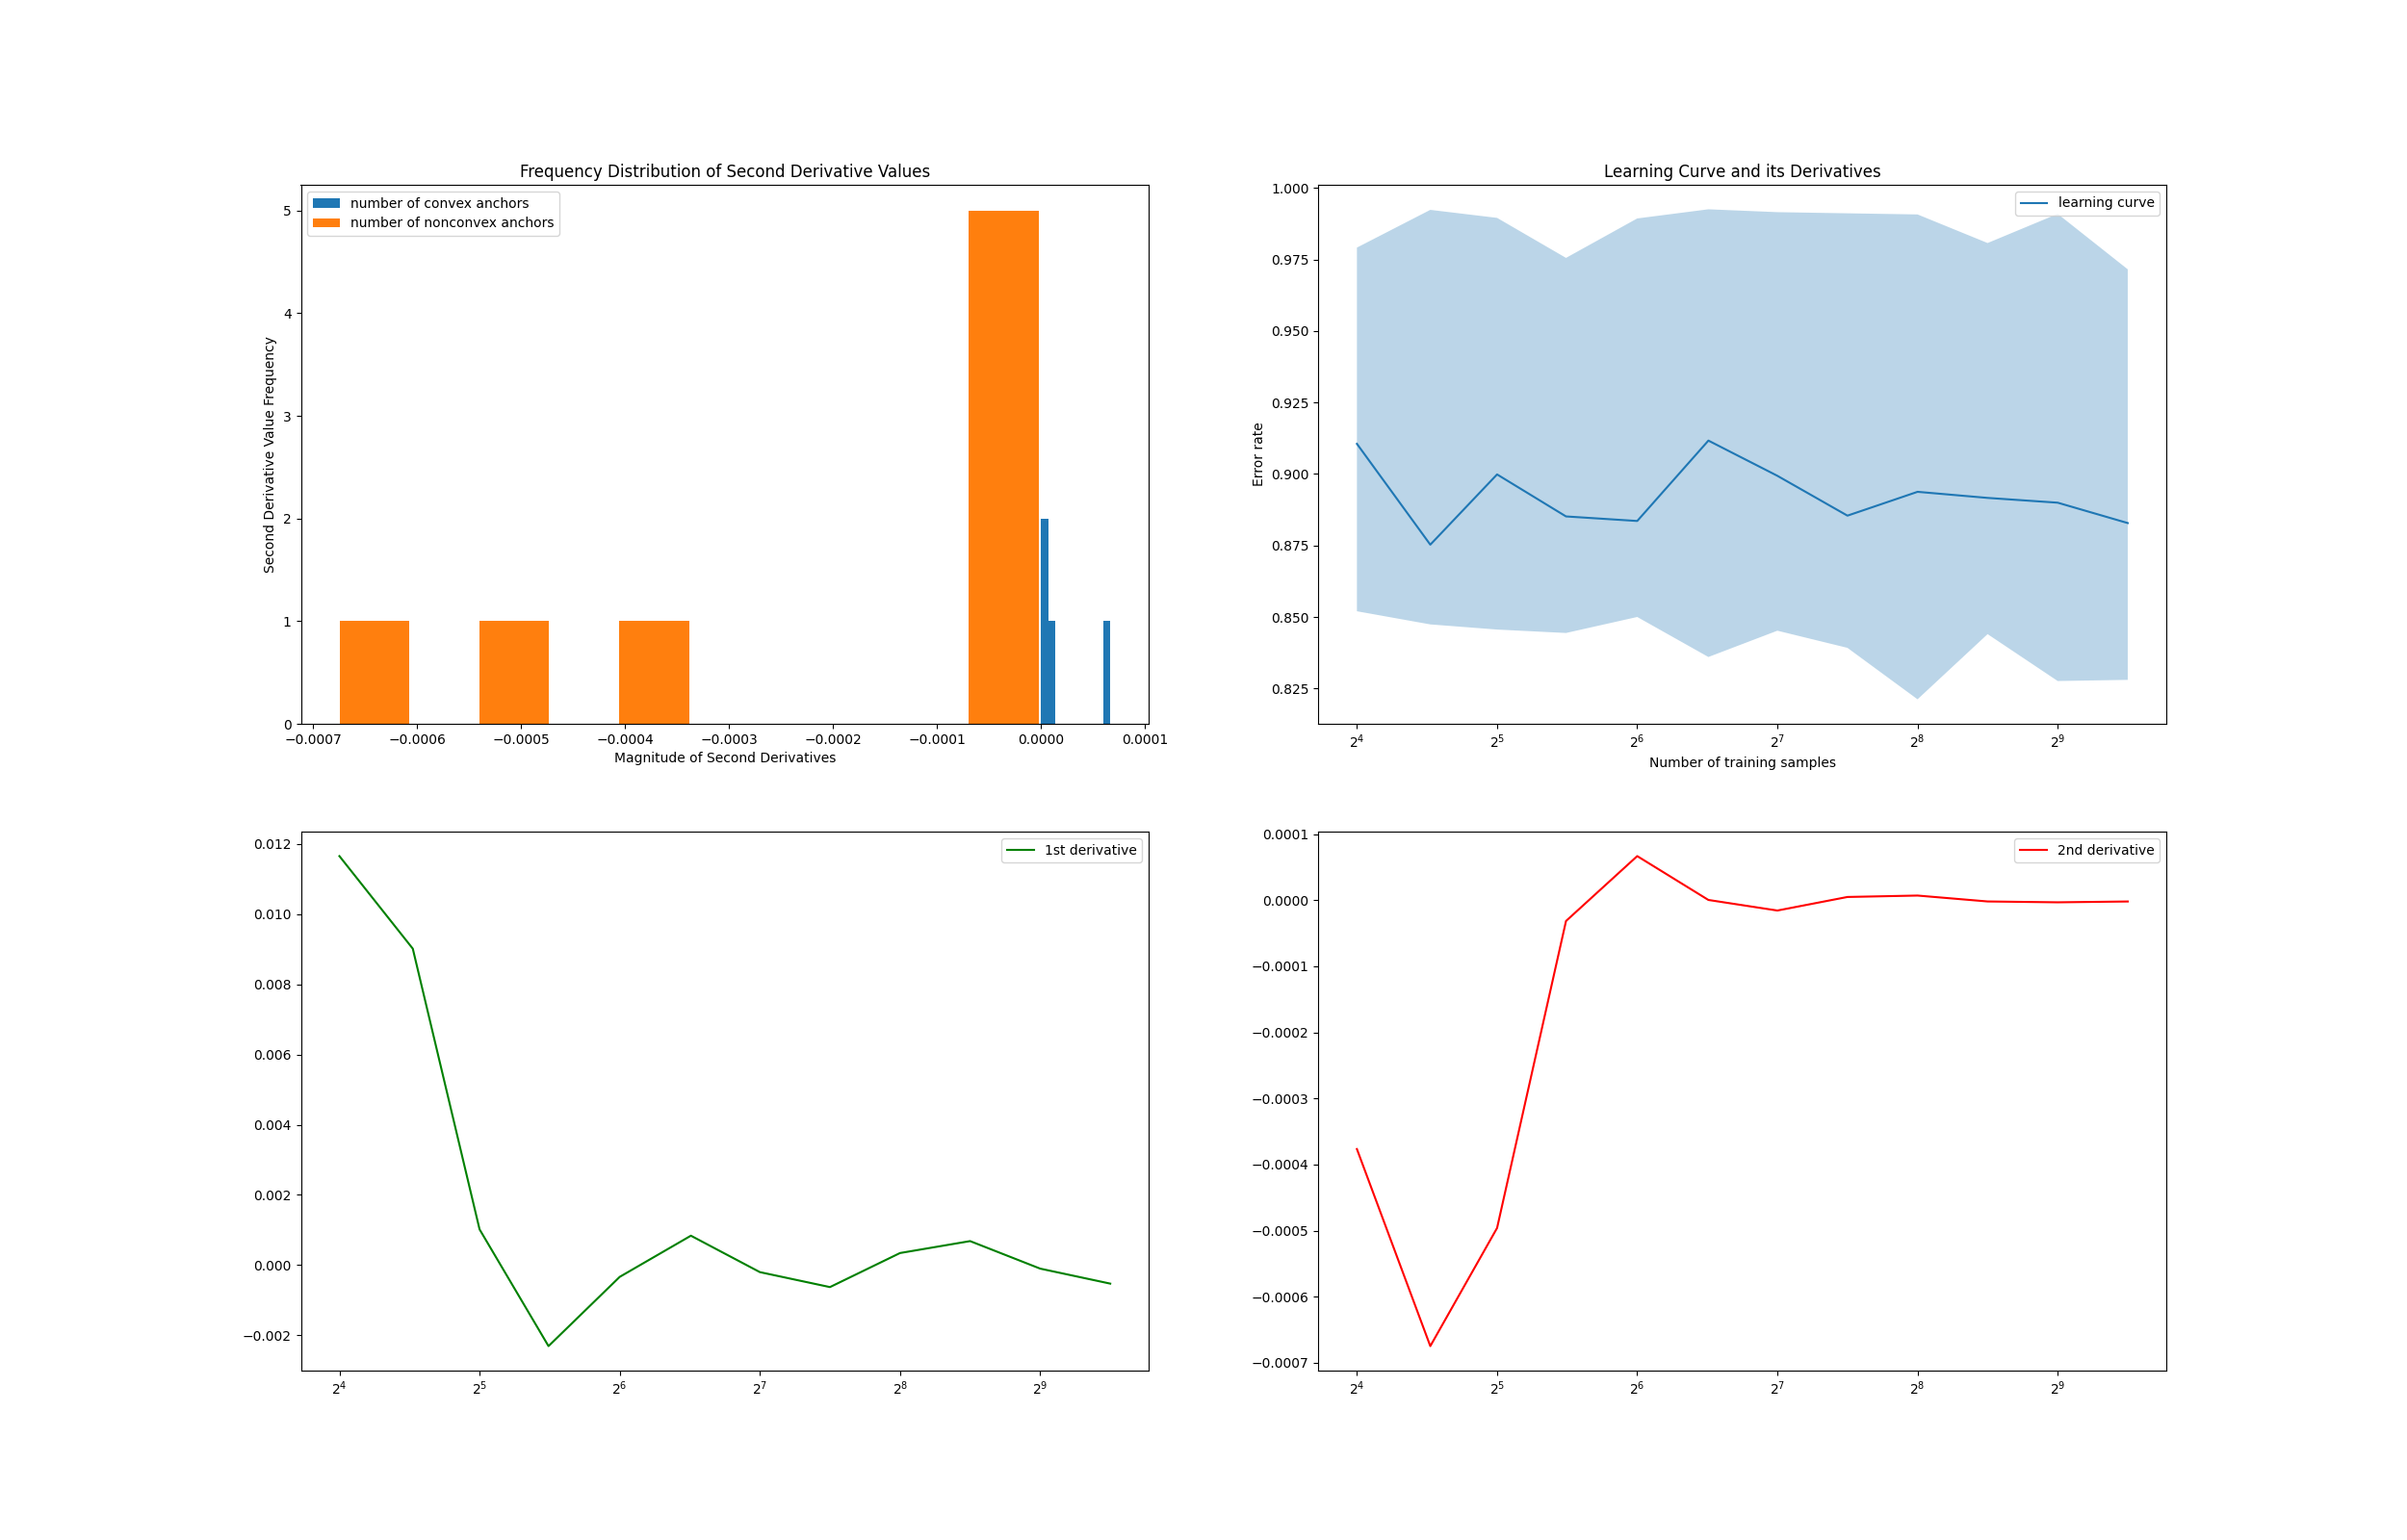 Frequency Distribution of Second Derivative Values
number of convex anchors
number of nonconvex anchors
Second Derivative Value Frequency
5
4
3
2
1
0
−0.0007 −0.0006 −0.0005 −0.0004 −0.0003 −0.0002 −0.0001 0.0000 0.0001
Magnitude of Second Derivatives
Learning Curve and its Derivatives
learning curve
Error rate
1.000
0.975
0.950
0.925
0.900
0.875
0.850
0.825
2⁴ 2⁵ 2⁶ 2⁷ 2⁸ 2⁹
Number of training samples
1st derivative
0.012
0.010
0.008
0.006
0.004
0.002
0.000
−0.002
2⁴ 2⁵ 2⁶ 2⁷ 2⁸ 2⁹
2nd derivative
0.0001
0.0000
−0.0001
−0.0002
−0.0003
−0.0004
−0.0005
−0.0006
−0.0007
2⁴ 2⁵ 2⁶ 2⁷ 2⁸ 2⁹